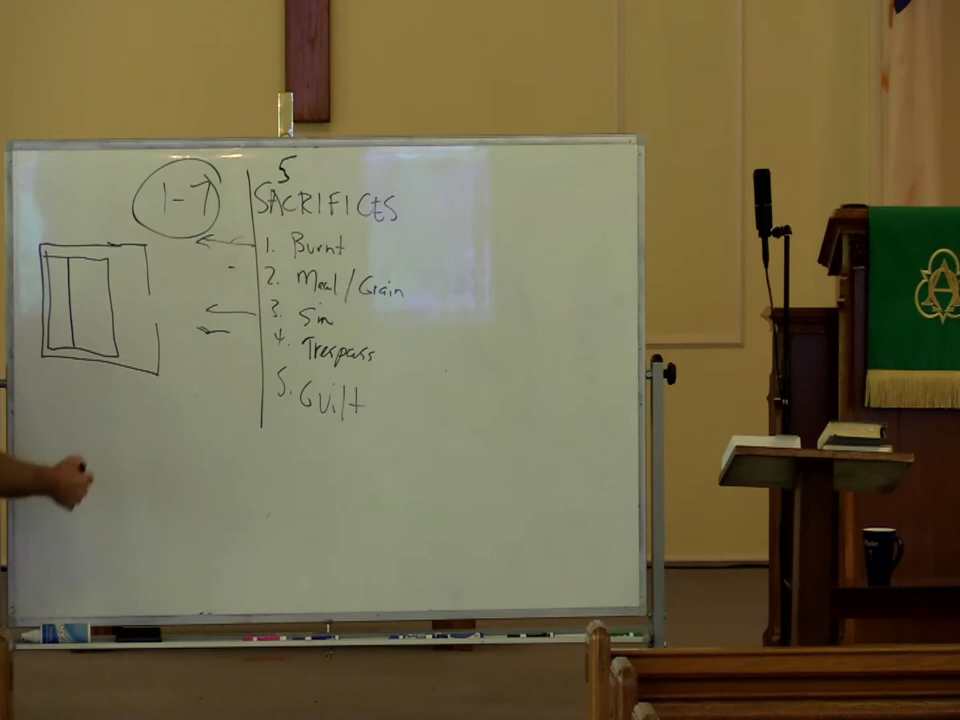 1-7
5
SACRIFICES
1. Burnt
2. Meal/Grain
3. Sin
4. Trespass
5. Guilt